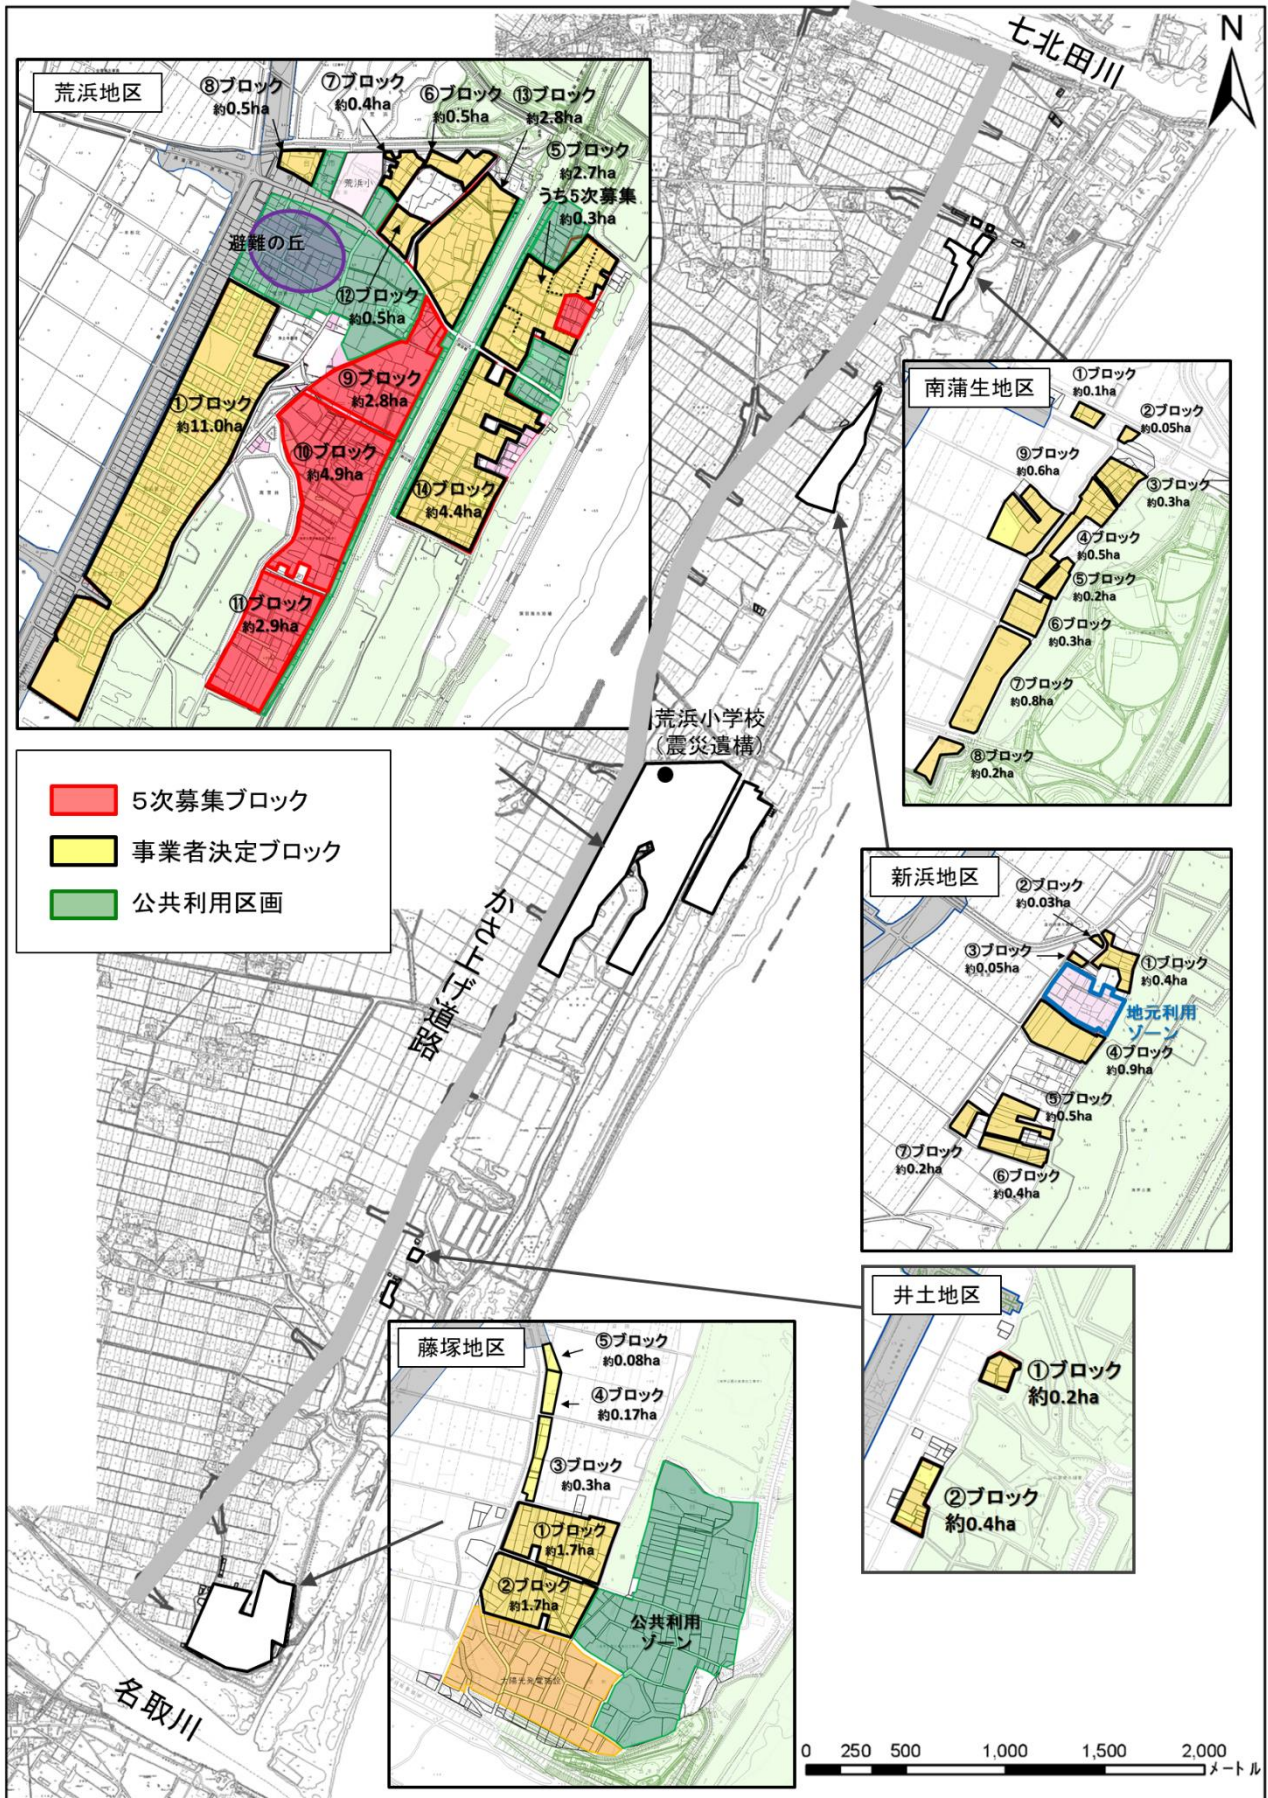 N
七北田川
荒浜地区
⑧ブロック
約0.5ha
⑦ブロック
約0.4ha
⑥ブロック
約0.5ha
⑬ブロック
約2.8ha
⑤ブロック
約2.7ha
うち5次募集
約0.3ha
荒浜小
避難の丘
⑫ブロック
約0.5ha
⑨ブロック
約2.8ha
①ブロック
約11.0ha
⑩ブロック
約4.9ha
⑭ブロック
約4.4ha
⑪ブロック
約2.9ha
5次募集ブロック
事業者決定ブロック
公共利用区画
荒浜小学校
(震災遺構)
かさ上げ道路
南蒲生地区
①ブロック
約0.1ha
②ブロック
約0.05ha
⑨ブロック
約0.6ha
③ブロック
約0.3ha
④ブロック
約0.5ha
⑤ブロック
約0.2ha
⑥ブロック
約0.3ha
⑦ブロック
約0.8ha
⑧ブロック
約0.2ha
新浜地区
②ブロック
約0.03ha
③ブロック
約0.05ha
①ブロック
約0.4ha
地元利用
ゾーン
④ブロック
約0.9ha
⑤ブロック
約0.5ha
⑦ブロック
約0.2ha
⑥ブロック
約0.4ha
井土地区
①ブロック
約0.2ha
②ブロック
約0.4ha
藤塚地区
⑤ブロック
約0.08ha
④ブロック
約0.17ha
③ブロック
約0.3ha
①ブロック
約1.7ha
②ブロック
約1.7ha
公共利用
ゾーン
太陽光発電施設
名取川
0 250 500 1,000 1,500 2,000
メートル